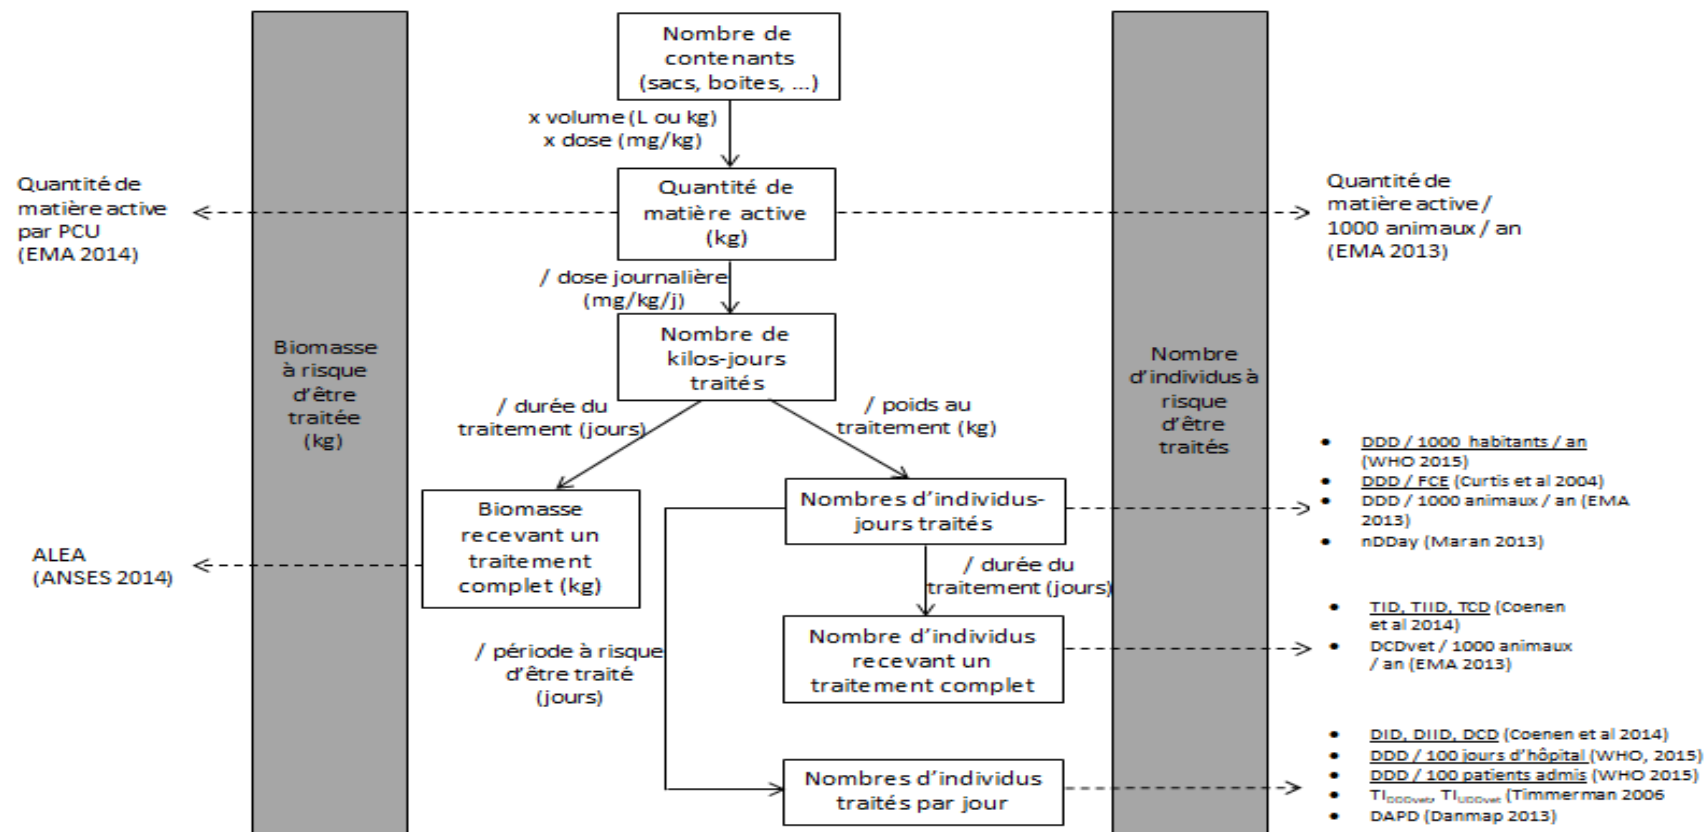 Nombre de
contenants
(sacs, boites, ...)
x volume (L ou kg)
x dose (mg/kg)
Quantité de
matière active
par PCU
(EMA 2014)
Quantité de
matière active
(kg)
Quantité de
matière active /
1000 animaux / an
(EMA 2013)
/ dose journalière
(mg/kg/j)
Nombre de
kilos-jours
traités
Biomasse
à risque
d'être
traitée
(kg)
Nombre
d'individus à
risque
d'être
traités
/ durée du
traitement (jours)
/ poids au
traitement (kg)
Biomasse
recevant un
traitement
complet (kg)
Nombres d'individus-
jours traités
• DDD / 1000 habitants / an
(WHO 2015)
• DDD / FCE (Curtis et al 2004)
• DDD / 1000 animaux / an (EMA
2013)
• nDDay (Maran 2013)
ALEA
(ANSES 2014)
/ durée du
traitement (jours)
Nombre d'individus
recevant un
traitement complet
• TID, TIID, TCD (Coenen
et al 2014)
• DCDvet / 1000 animaux
/ an (EMA 2013)
/ période à risque
d'être traité
(jours)
Nombres d'individus
traités par jour
• DID, DIID, DCD (Coenen et al 2014)
• DDD / 100 jours d'hôpital (WHO, 2015)
• DDD / 100 patients admis (WHO 2015)
• TI TI (Timmerman 2006
• DAPD (Danmap 2013)